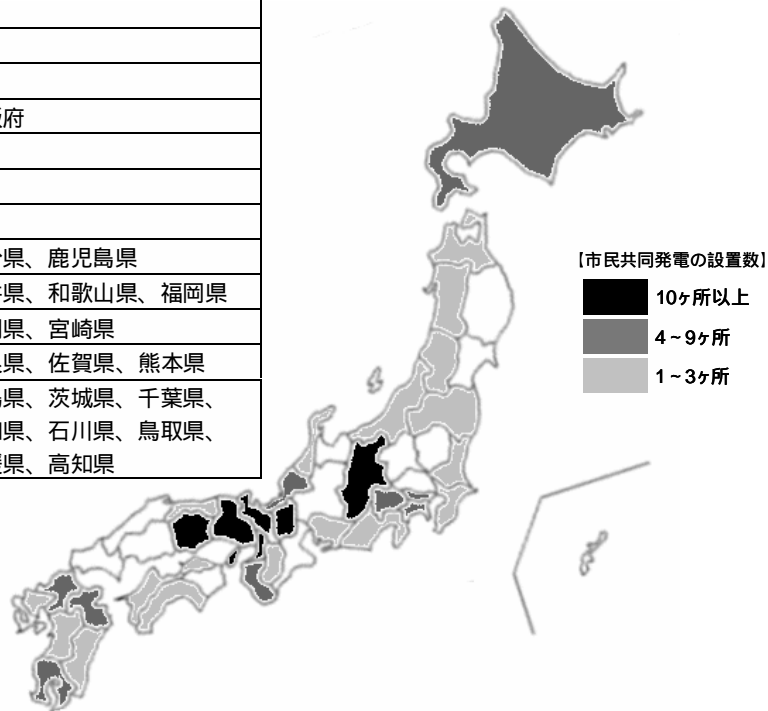 府
県、鹿児島県
県、和歌山県、福岡県
県、宮崎県
県、佐賀県、熊本県
県、茨城県、千葉県、
県、石川県、鳥取県、
県、高知県
【市民共同発電の設置数】
10ヶ所以上
4~9ヶ所
1~3ヶ所